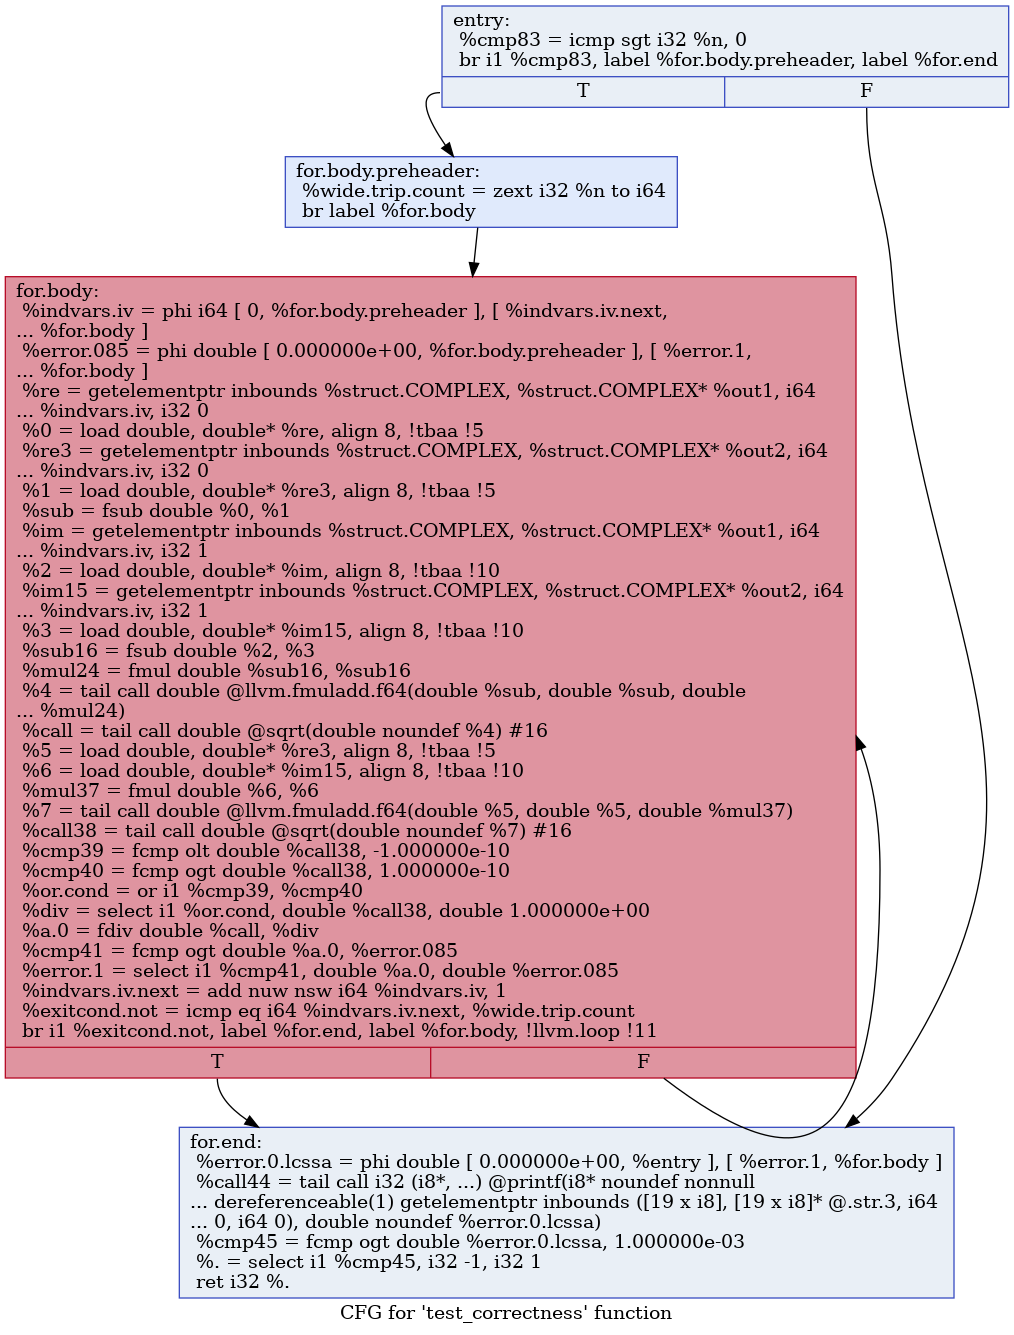 entry:
%cmp83 = icmp sgt i32 %n, 0
br i1 %cmp83, label %for.body.preheader, label %for.end
T F
for.body.preheader:
%wide.trip.count = zext i32 %n to i64
br label %for.body
for.body:
%indvars.iv = phi i64 [ 0, %for.body.preheader ], [ %indvars.iv.next,
... %for.body ]
%error.085 = phi double [ 0.000000e+00, %for.body.preheader ], [ %error.1,
... %for.body ]
%re = getelementptr inbounds %struct.COMPLEX, %struct.COMPLEX* %out1, i64
... %indvars.iv, i32 0
%0 = load double, double* %re, align 8, !tbaa !5
%re3 = getelementptr inbounds %struct.COMPLEX, %struct.COMPLEX* %out2, i64
... %indvars.iv, i32 0
%1 = load double, double* %re3, align 8, !tbaa !5
%sub = fsub double %0, %1
%im = getelementptr inbounds %struct.COMPLEX, %struct.COMPLEX* %out1, i64
... %indvars.iv, i32 1
%2 = load double, double* %im, align 8, !tbaa !10
%im15 = getelementptr inbounds %struct.COMPLEX, %struct.COMPLEX* %out2, i64
... %indvars.iv, i32 1
%3 = load double, double* %im15, align 8, !tbaa !10
%sub16 = fsub double %2, %3
%mul24 = fmul double %sub16, %sub16
%4 = tail call double @llvm.fmuladd.f64(double %sub, double %sub, double
... %mul24)
%call = tail call double @sqrt(double noundef %4) #16
%5 = load double, double* %re3, align 8, !tbaa !5
%6 = load double, double* %im15, align 8, !tbaa !10
%mul37 = fmul double %6, %6
%7 = tail call double @llvm.fmuladd.f64(double %5, double %5, double %mul37)
%call38 = tail call double @sqrt(double noundef %7) #16
%cmp39 = fcmp olt double %call38, -1.000000e-10
%cmp40 = fcmp ogt double %call38, 1.000000e-10
%or.cond = or i1 %cmp39, %cmp40
%div = select i1 %or.cond, double %call38, double 1.000000e+00
%a.0 = fdiv double %call, %div
%cmp41 = fcmp ogt double %a.0, %error.085
%error.1 = select i1 %cmp41, double %a.0, double %error.085
%indvars.iv.next = add nuw nsw i64 %indvars.iv, 1
%exitcond.not = icmp eq i64 %indvars.iv.next, %wide.trip.count
br i1 %exitcond.not, label %for.end, label %for.body, !llvm.loop !11
T F
for.end:
%error.0.lcssa = phi double [ 0.000000e+00, %entry ], [ %error.1, %for.body ]
%call44 = tail call i32 (i8*, ...) @printf(i8* noundef nonnull
... dereferenceable(1) getelementptr inbounds ([19 x i8], [19 x i8]* @.str.3, i64
... 0, i64 0), double noundef %error.0.lcssa)
%cmp45 = fcmp ogt double %error.0.lcssa, 1.000000e-03
%. = select i1 %cmp45, i32 -1, i32 1
ret i32 %.
CFG for 'test_correctness' function